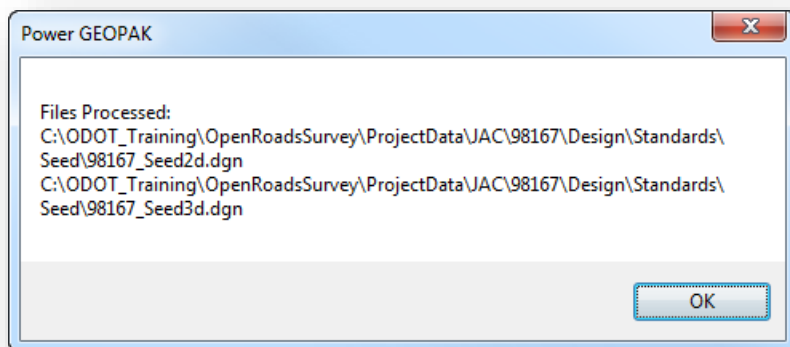 Power GEOPAK
Files Processed:
C:\ODOT_Training\OpenRoadsSurvey\ProjectData\JAC\98167\Design\Standards\
Seed\98167_Seed2d.dgn
C:\ODOT_Training\OpenRoadsSurvey\ProjectData\JAC\98167\Design\Standards\
Seed\98167_Seed3d.dgn
OK